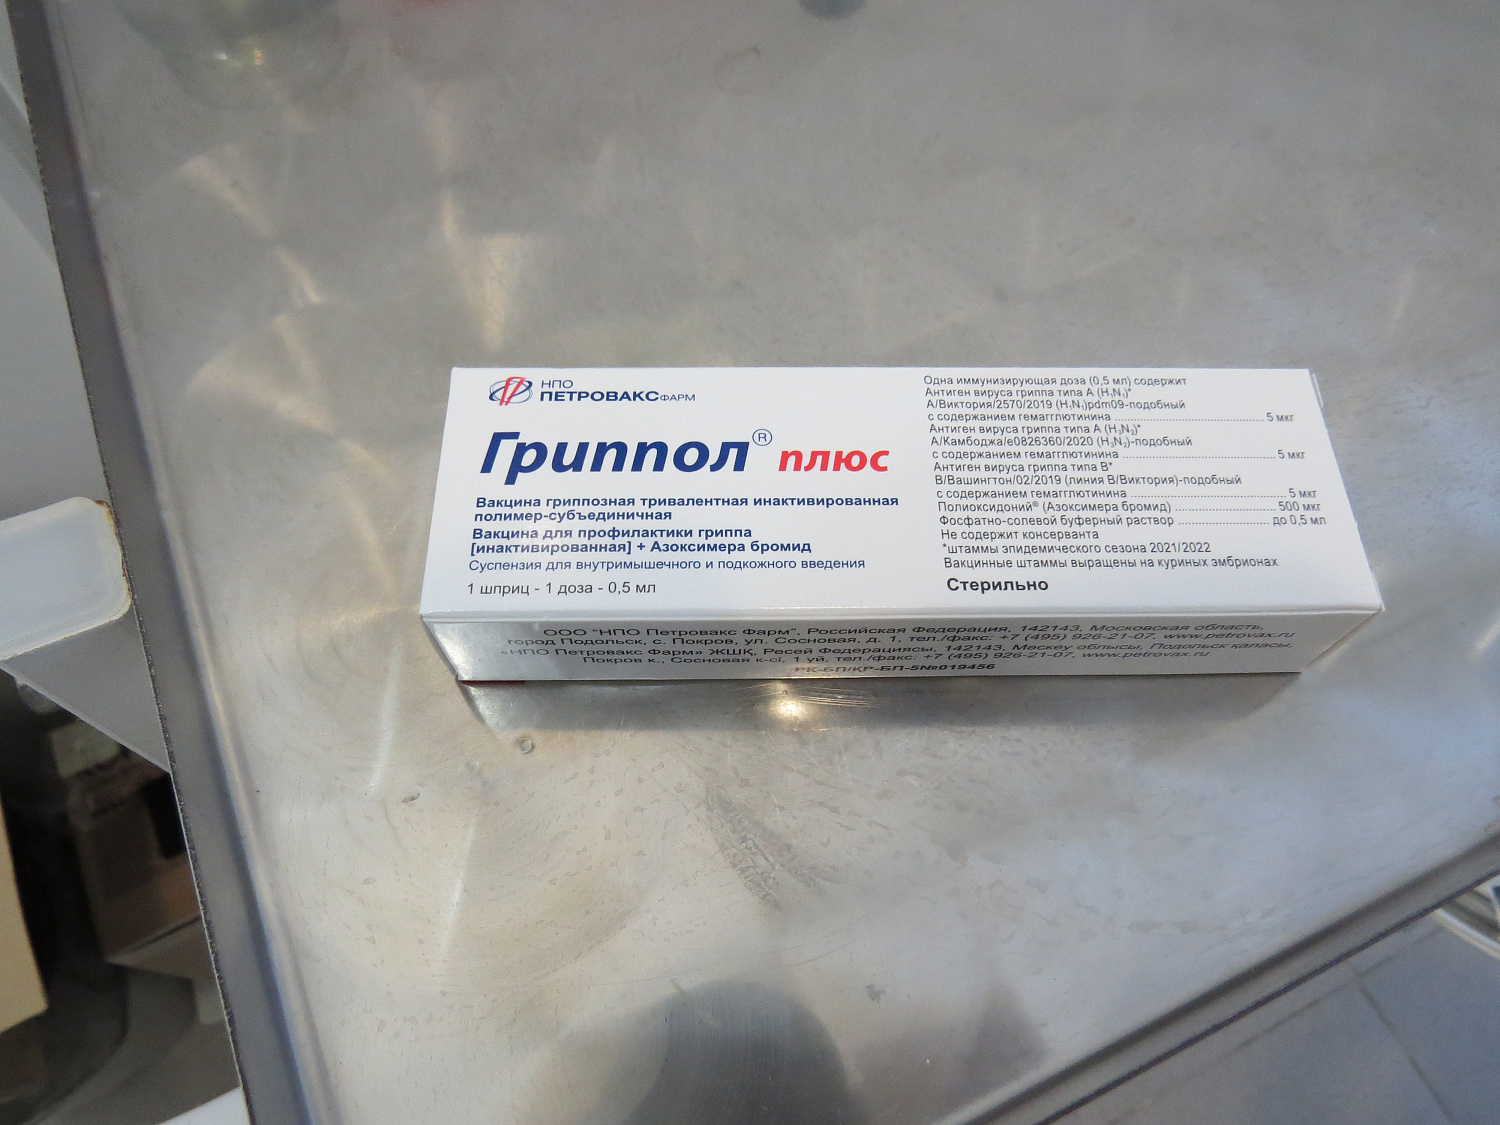 НПО
ПЕТРОВАКСФАРМ
Гриппол® плюс
Вакцина гриппозная тривалентная инактивированная
полимер-субъединичная
Вакцина для профилактики гриппа
[инактивированная] + Азоксимера бромид
Суспензия для внутримышечного и подкожного введения
1 шприц - 1 доза - 0,5 мл
Одна иммунизирующая доза (0,5 мл) содержит
Антиген вируса гриппа типа А (H₁N₁)*
А/Виктория/2570/2019 (H₁N₁)pdm09-подобный
с содержанием гемагглютинина ........ 5 мкг
Антиген вируса гриппа типа А (H₃N₂)*
А/Камбоджа/e0826360/2020 (H₃N₂)-подобный
с содержанием гемагглютинина ........ 5 мкг
Антиген вируса гриппа типа В*
В/Вашингтон/02/2019 (линия В/Виктория)-подобный
с содержанием гемагглютинина ........ 5 мкг
Полиоксидоний® (Азоксимера бромид) ........ 500 мкг
Фосфатно-солевой буферный раствор ........ до 0,5 мл
Не содержит консерванта
*штаммы эпидемического сезона 2021/2022
Вакцинные штаммы выращены на куриных эмбрионах
Стерильно
ООО "НПО Петровакс Фарм", Российская Федерация, 142143, Московская область,
город Подольск, с. Покров, ул. Сосновая, д. 1, тел./факс: +7 (495) 926-21-07, www.petrovax.ru
«НПО Петровакс Фарм» ЖШҚ, Ресей Федерациясы, 142143, Мәскеу облысы, Подольск қаласы,
Покров к., Сосновая к-сі, 1 үй, тел./факс: +7 (495) 926-21-07, www.petrovax.ru
РК-БП/ҚР-БП-5№019456